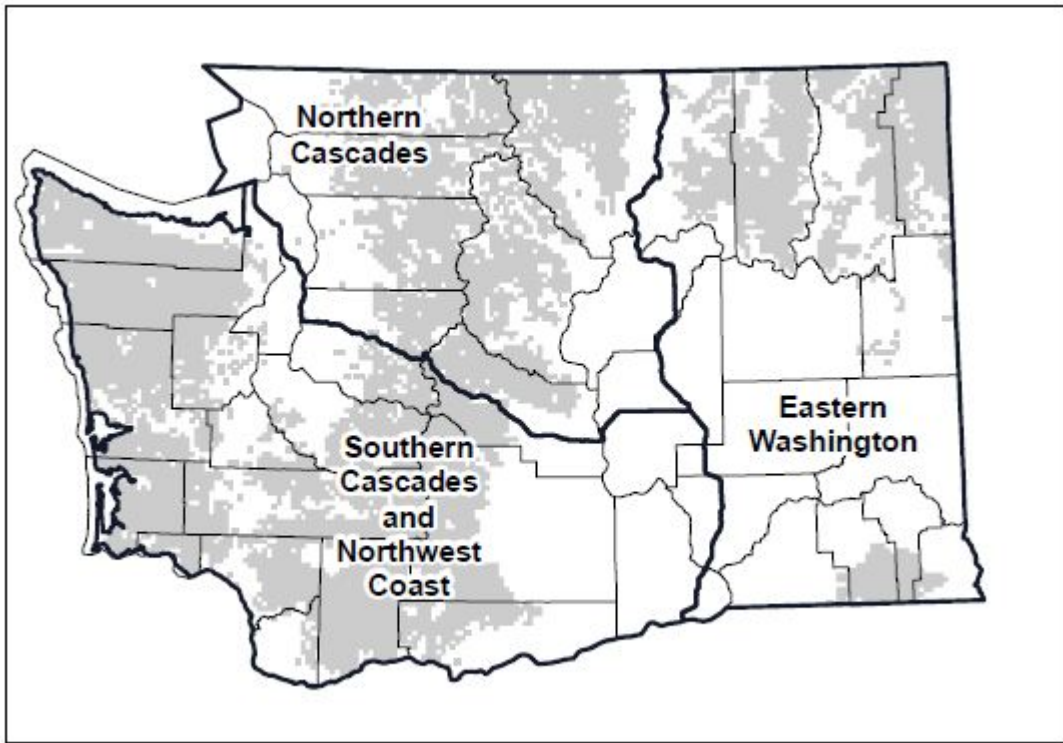 Northern
Cascades
Eastern
Washington
Southern
Cascades
and
Northwest
Coast